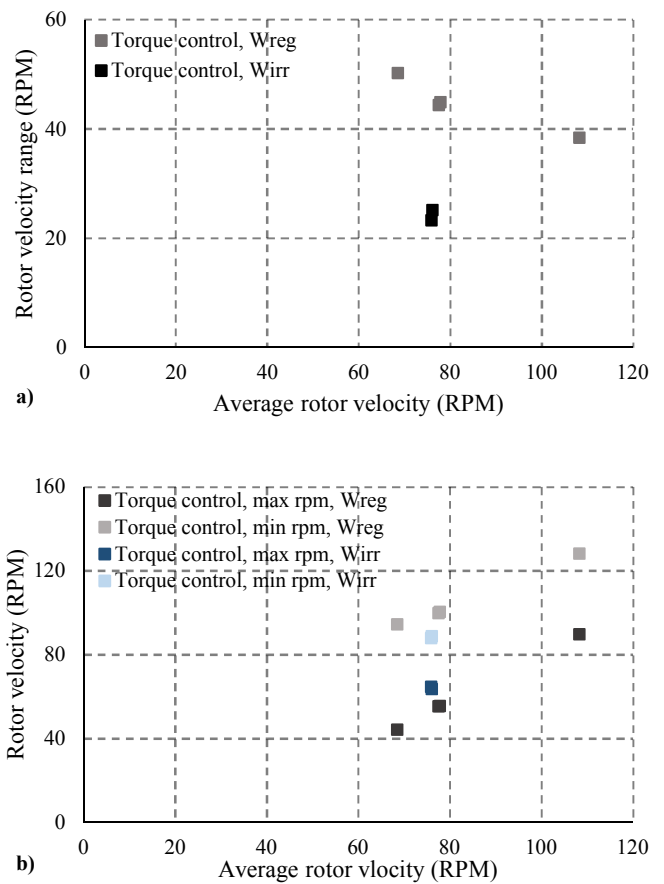 60
Torque control, Wreg
Torque control, Wirr
40
20
0
Rotor velocity range (RPM)
0 20 40 60 80 100 120
a)
Average rotor velocity (RPM)
160
Torque control, max rpm, Wreg
Torque control, min rpm, Wreg
Torque control, max rpm, Wirr
Torque control, min rpm, Wirr
120
80
40
0
Rotor velocity (RPM)
0 20 40 60 80 100 120
b)
Average rotor vlocity (RPM)